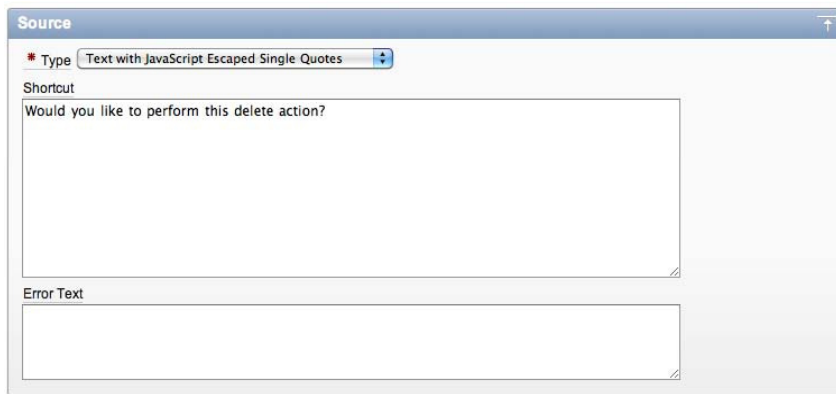 Source
* Type Text with JavaScript Escaped Single Quotes
Shortcut
Would you like to perform this delete action?
Error Text